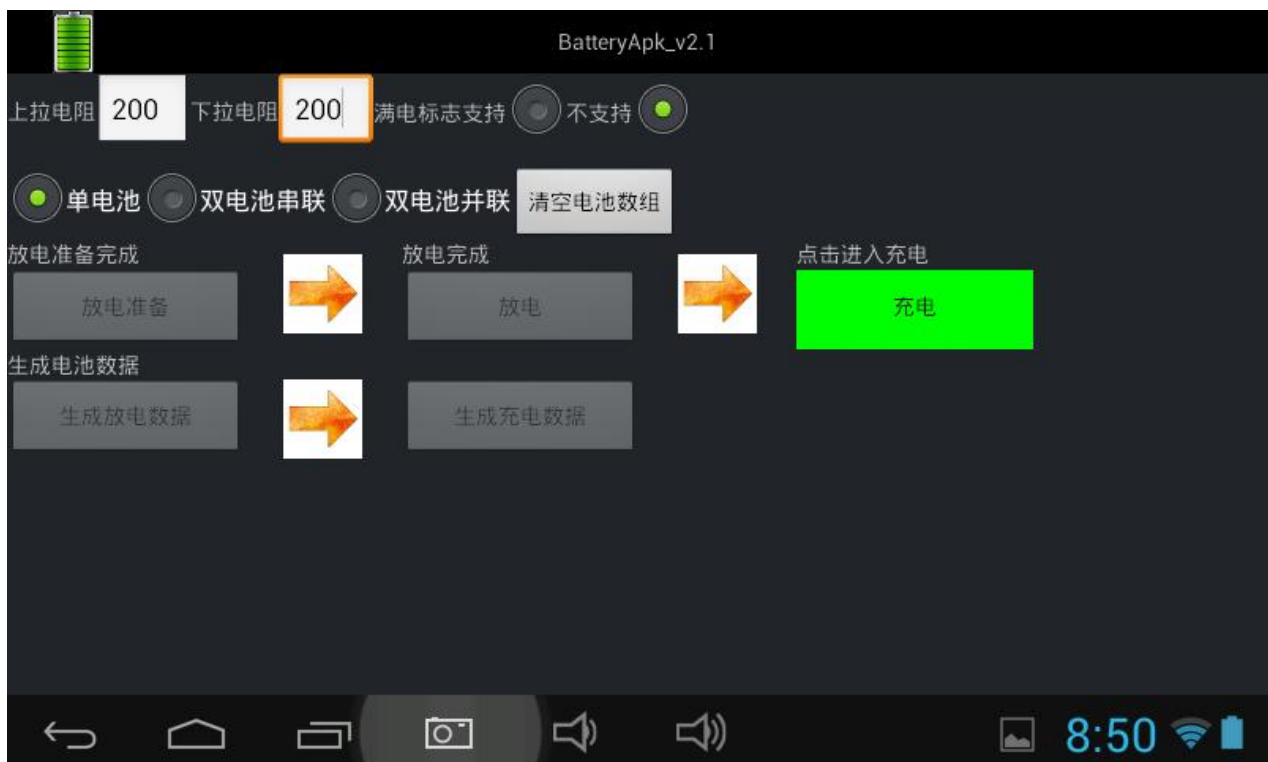 BatteryApk_v2.1
上拉电阻 200 下拉电阻 200 满电标志支持 不支持
单电池 双电池串联 双电池并联 清空电池数组
放电准备完成 放电完成 点击进入充电
放电准备 放电 充电
生成电池数据
生成放电数据 生成充电数据
8:50